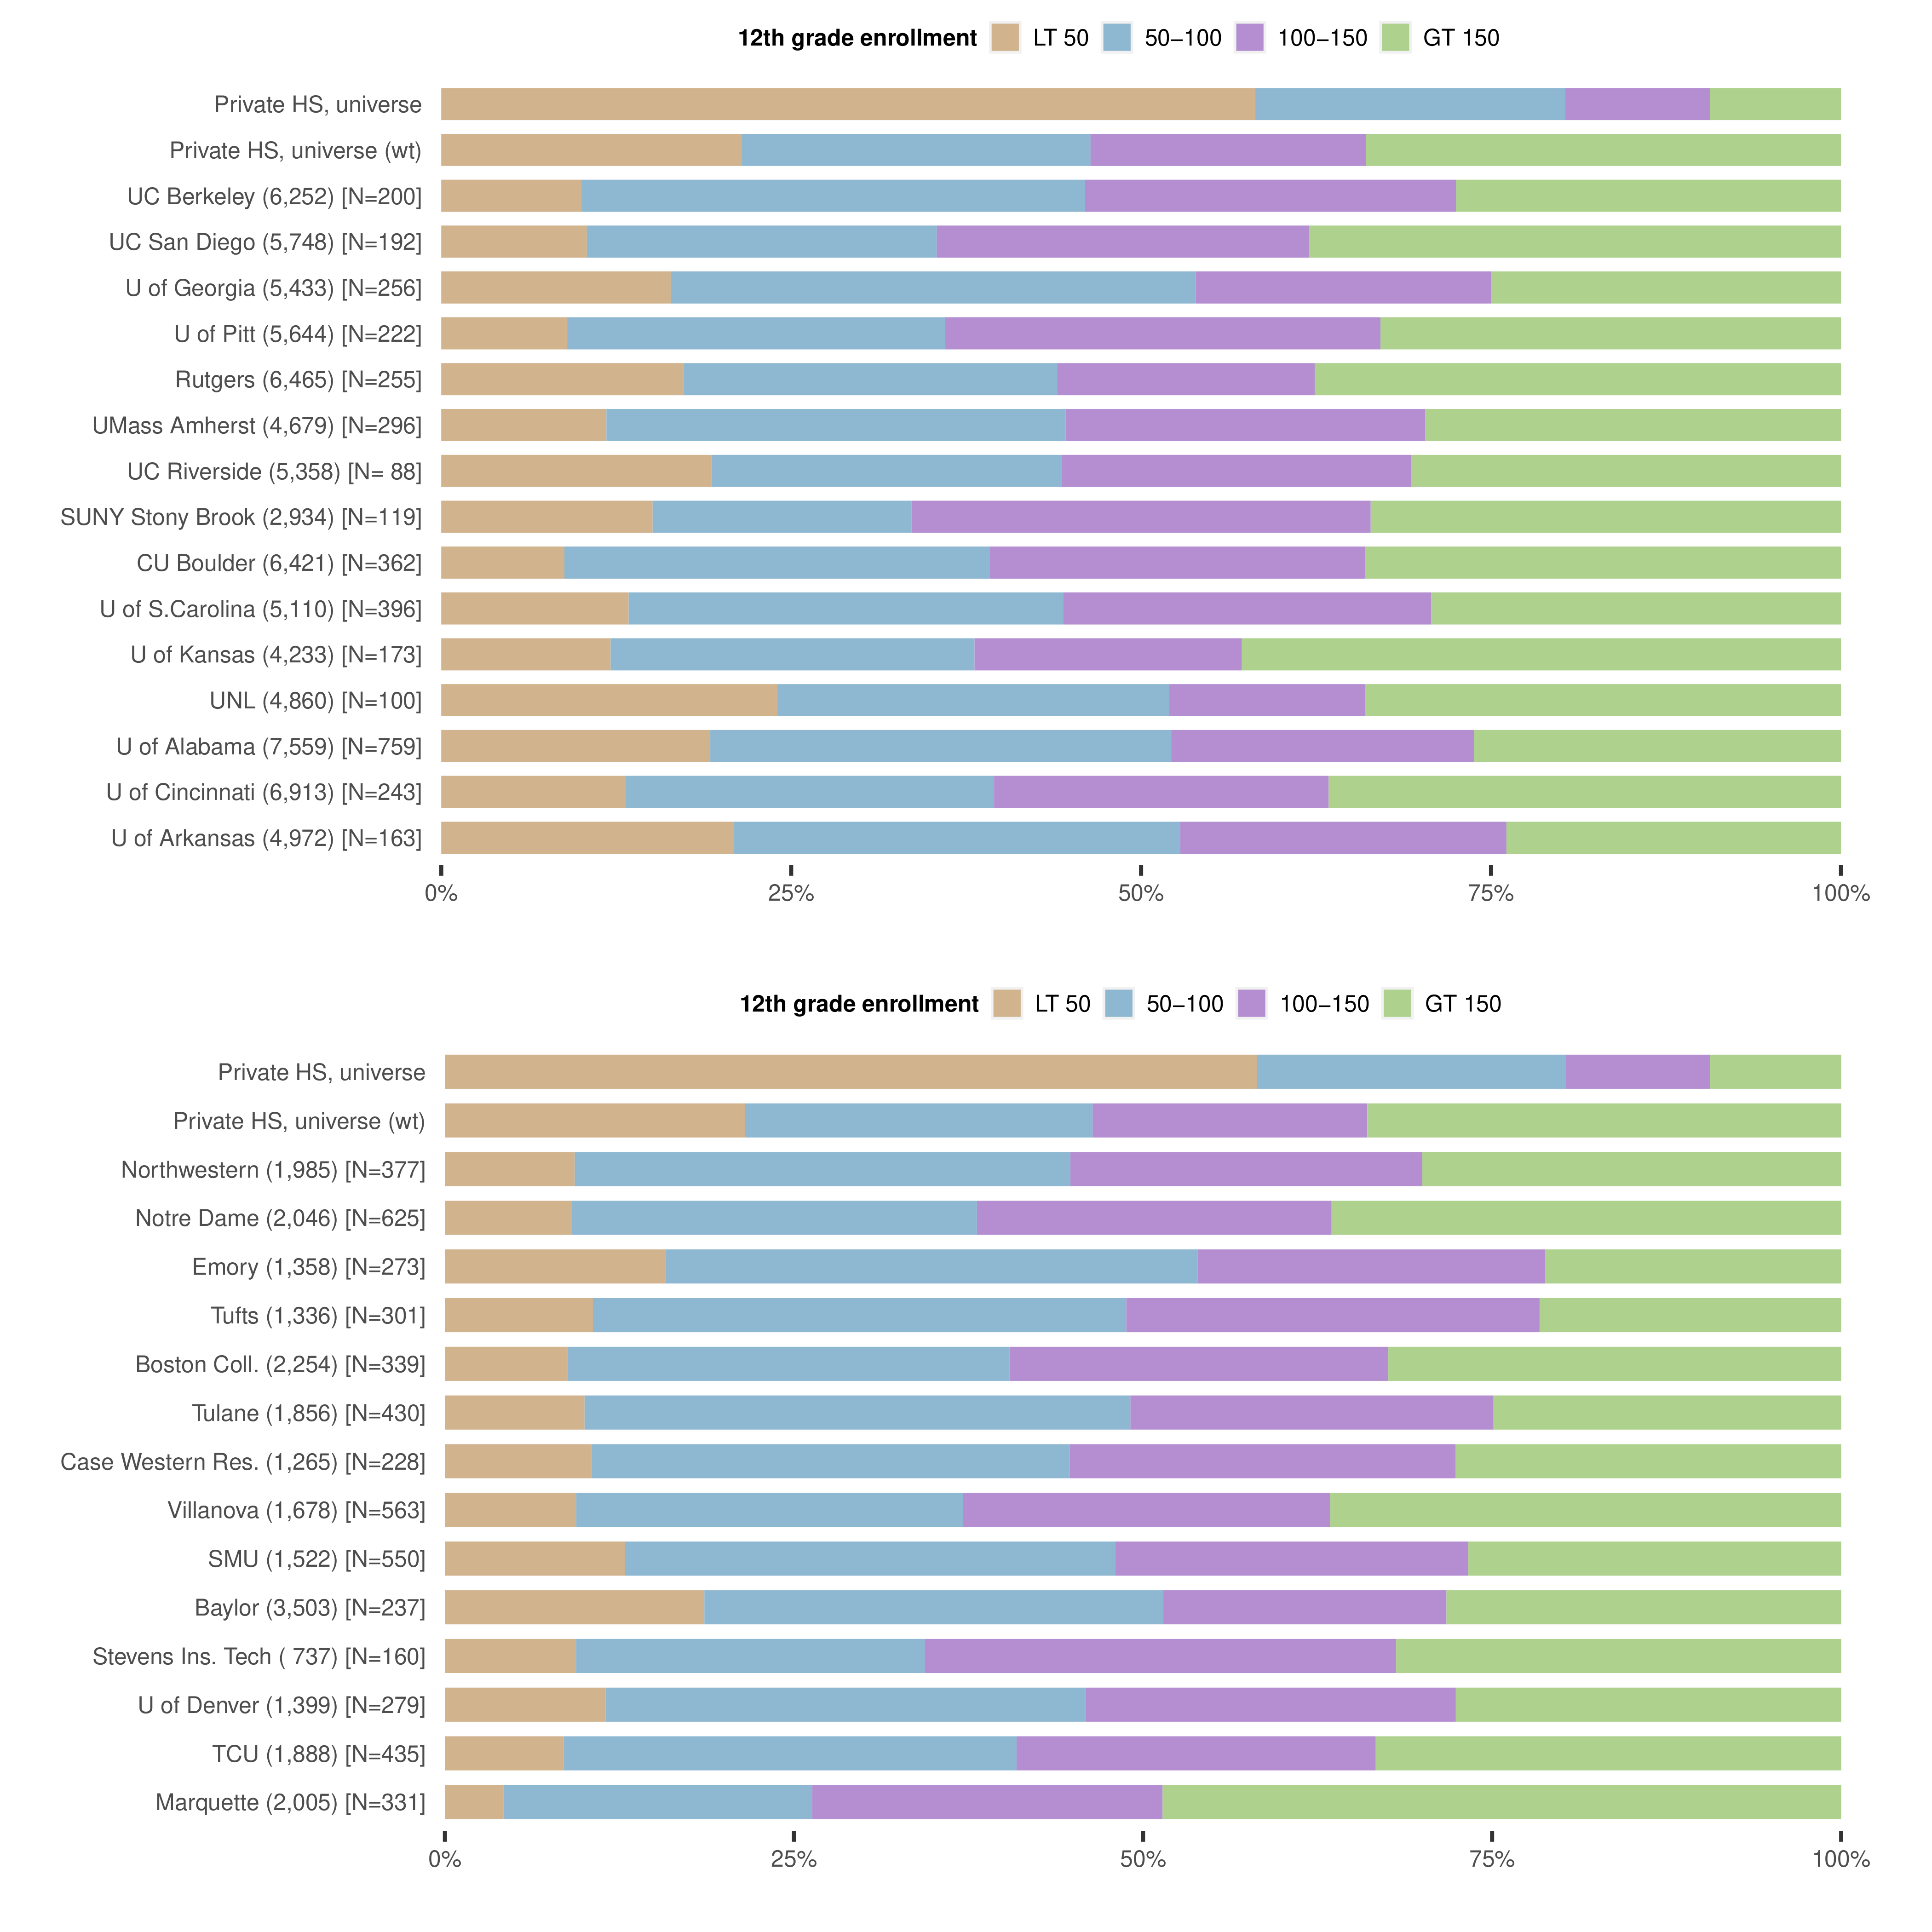 12th grade enrollment LT 50 50–100 100–150 GT 150
Private HS, universe
Private HS, universe (wt)
UC Berkeley (6,252) [N=200]
UC San Diego (5,748) [N=192]
U of Georgia (5,433) [N=256]
U of Pitt (5,644) [N=222]
Rutgers (6,465) [N=255]
UMass Amherst (4,679) [N=296]
UC Riverside (5,358) [N= 88]
SUNY Stony Brook (2,934) [N=119]
CU Boulder (6,421) [N=362]
U of S.Carolina (5,110) [N=396]
U of Kansas (4,233) [N=173]
UNL (4,860) [N=100]
U of Alabama (7,559) [N=759]
U of Cincinnati (6,913) [N=243]
U of Arkansas (4,972) [N=163]
0% 25% 50% 75% 100%
12th grade enrollment LT 50 50–100 100–150 GT 150
Private HS, universe
Private HS, universe (wt)
Northwestern (1,985) [N=377]
Notre Dame (2,046) [N=625]
Emory (1,358) [N=273]
Tufts (1,336) [N=301]
Boston Coll. (2,254) [N=339]
Tulane (1,856) [N=430]
Case Western Res. (1,265) [N=228]
Villanova (1,678) [N=563]
SMU (1,522) [N=550]
Baylor (3,503) [N=237]
Stevens Ins. Tech ( 737) [N=160]
U of Denver (1,399) [N=279]
TCU (1,888) [N=435]
Marquette (2,005) [N=331]
0% 25% 50% 75% 100%